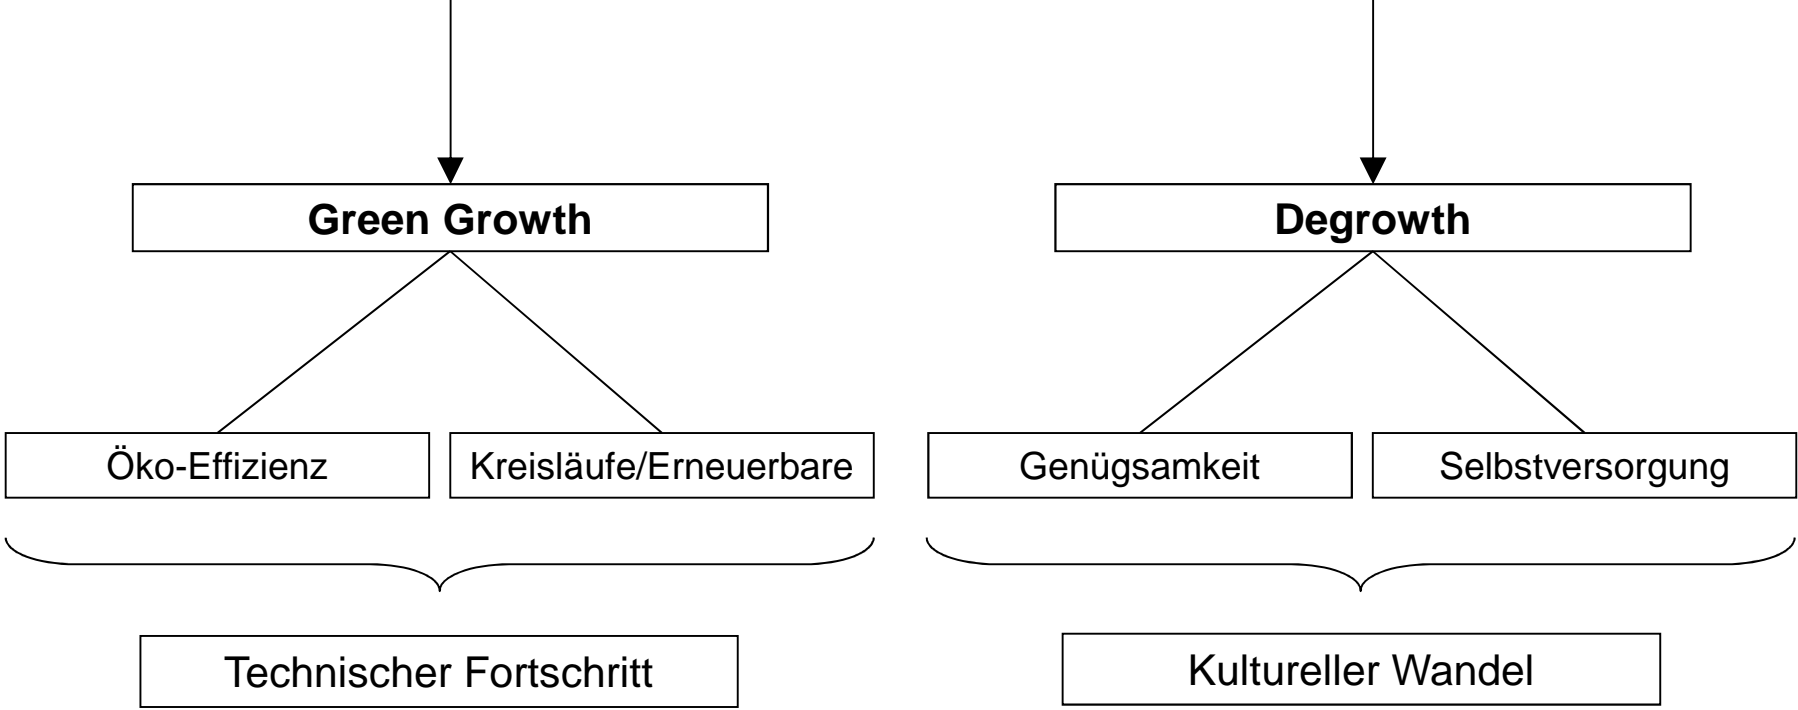 Green Growth
Degrowth
Öko-Effizienz
Kreisläufe/Erneuerbare
Genügsamkeit
Selbstversorgung
Technischer Fortschritt
Kultureller Wandel